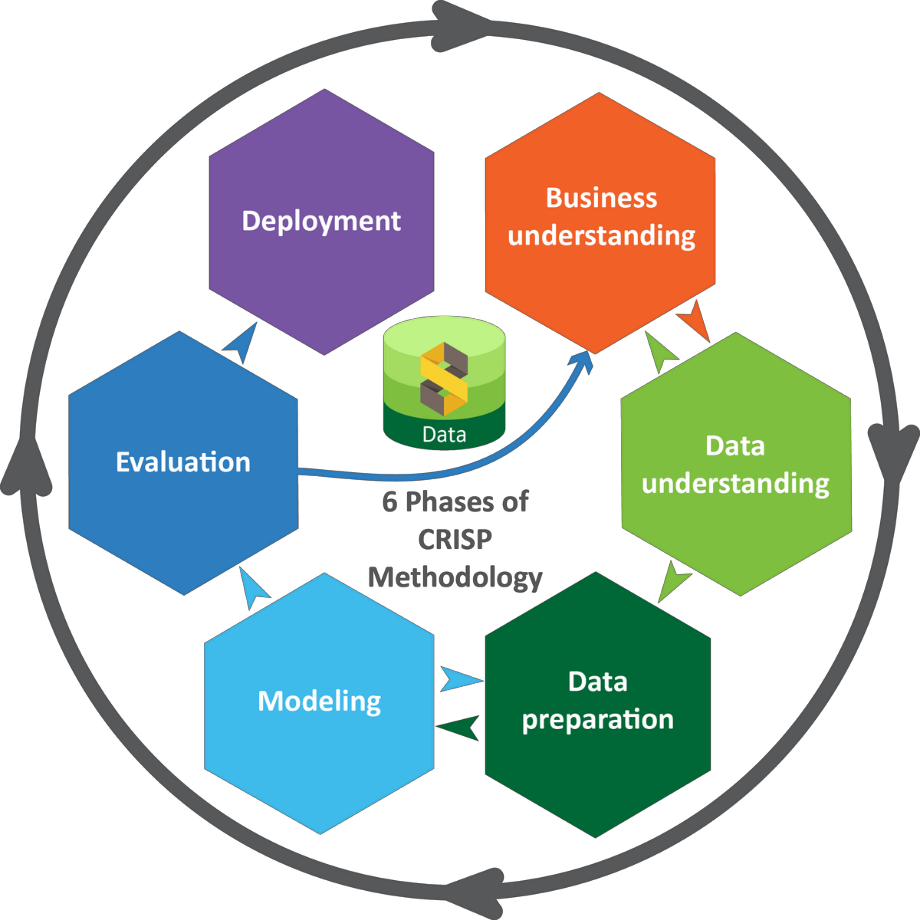 Deployment
Business
understanding
Data
Evaluation
Data
understanding
6 Phases of
CRISP
Methodology
Modeling
Data
preparation